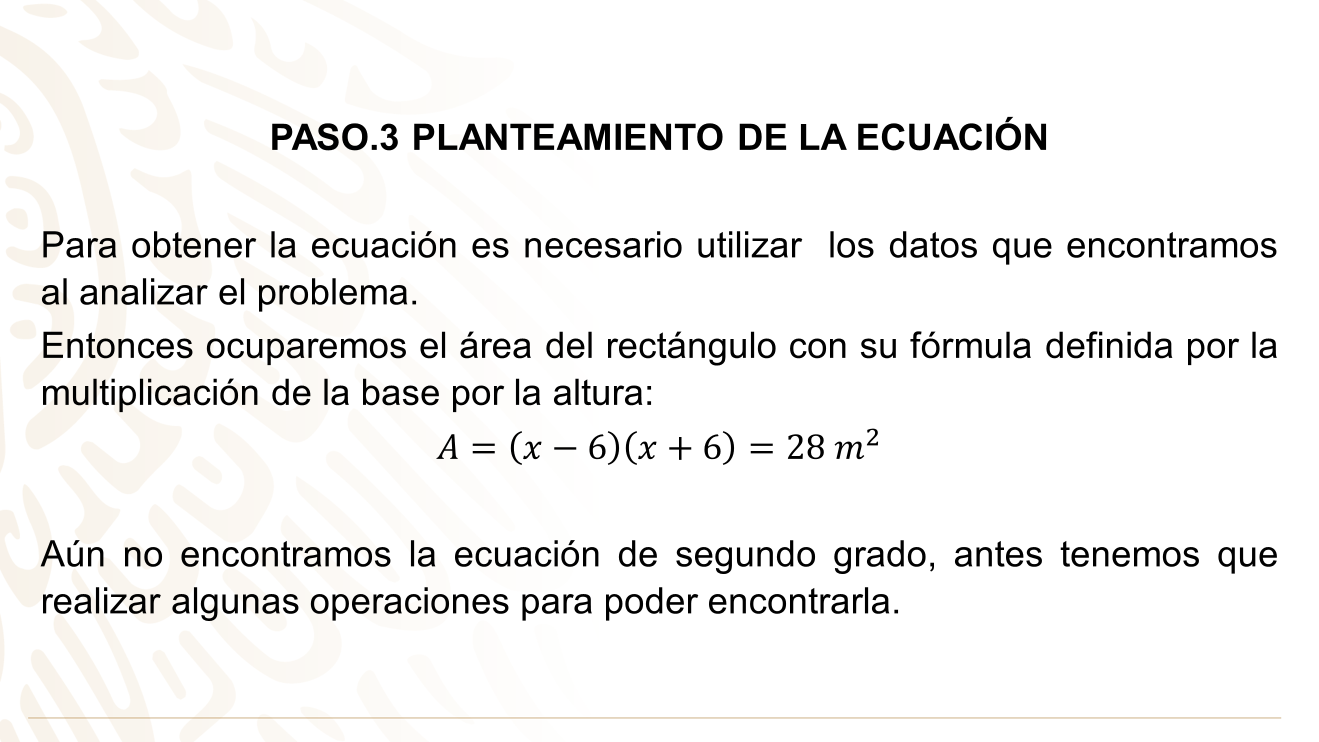 PASO.3 PLANTEAMIENTO DE LA ECUACIÓN
Para obtener la ecuación es necesario utilizar  los datos que encontramos
al analizar el problema.
Entonces ocuparemos el área del rectángulo con su fórmula definida por la
multiplicación de la base por la altura:
𝐴 = (𝑥 − 6)(𝑥 + 6) = 28 𝑚²
Aún no encontramos la ecuación de segundo grado, antes tenemos que
realizar algunas operaciones para poder encontrarla.